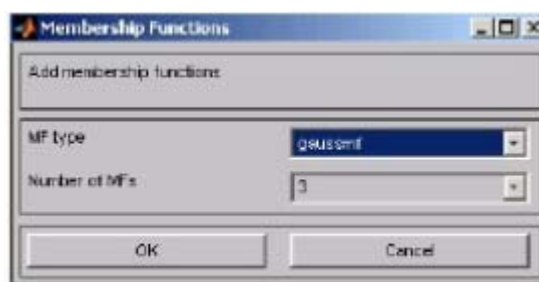 Membership Functions
Add membership functions
MF type
gaussmf
Number of MFs
3
OK
Cancel